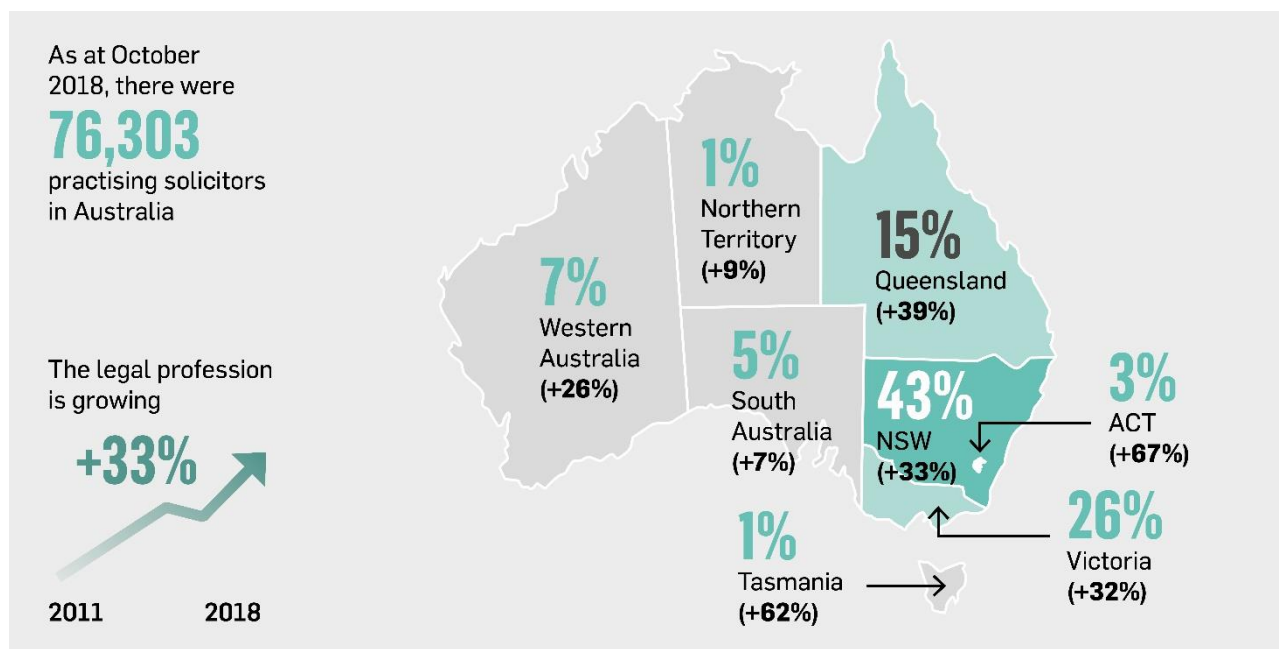 As at October
2018, there were
76,303
practising solicitors
in Australia
The legal profession
is growing
+33%
2011 2018
1%
Northern
Territory
(+9%)
15%
Queensland
(+39%)
7%
Western
Australia
(+26%)
5%
South
Australia
(+7%)
43%
NSW
(+33%)
3%
ACT
(+67%)
26%
Victoria
(+32%)
1%
Tasmania
(+62%)